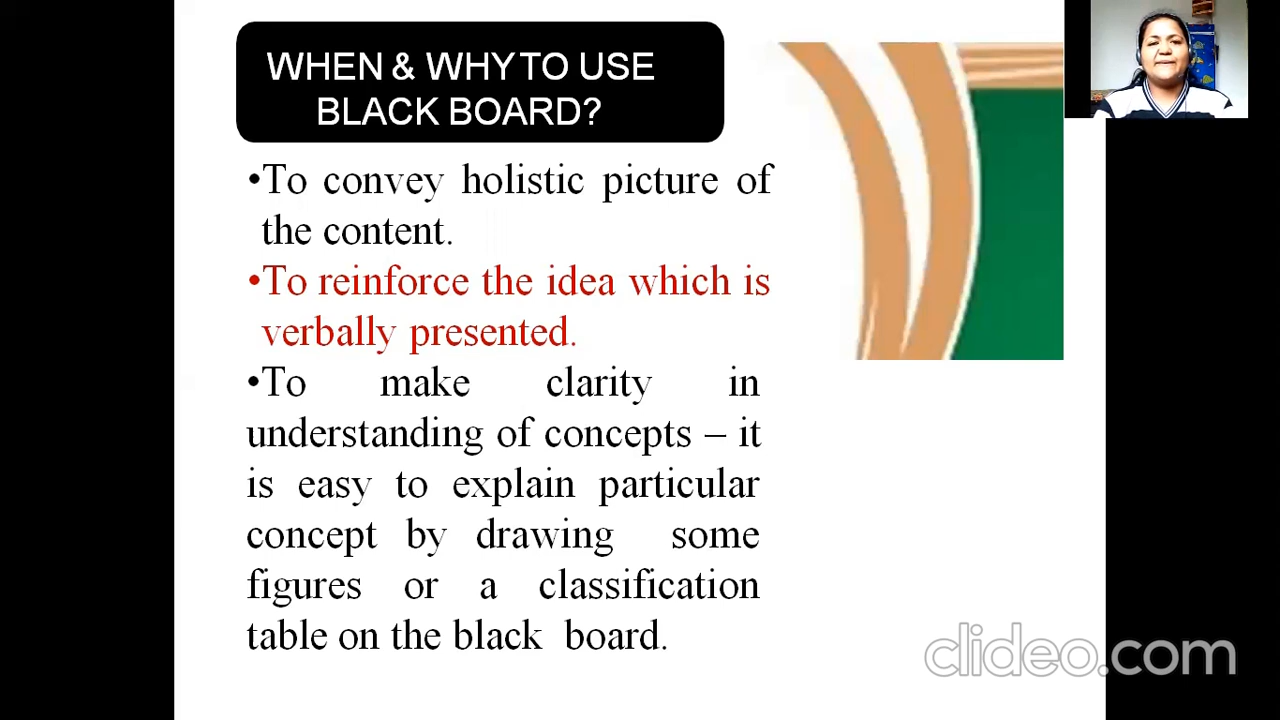 WHEN & WHY TO USE
BLACK BOARD?
•To convey holistic picture of
the content.
•To reinforce the idea which is
verbally presented.
•To make clarity in
understanding of concepts – it
is easy to explain particular
concept by drawing some
figures or a classification
table on the black board.
clideo.com